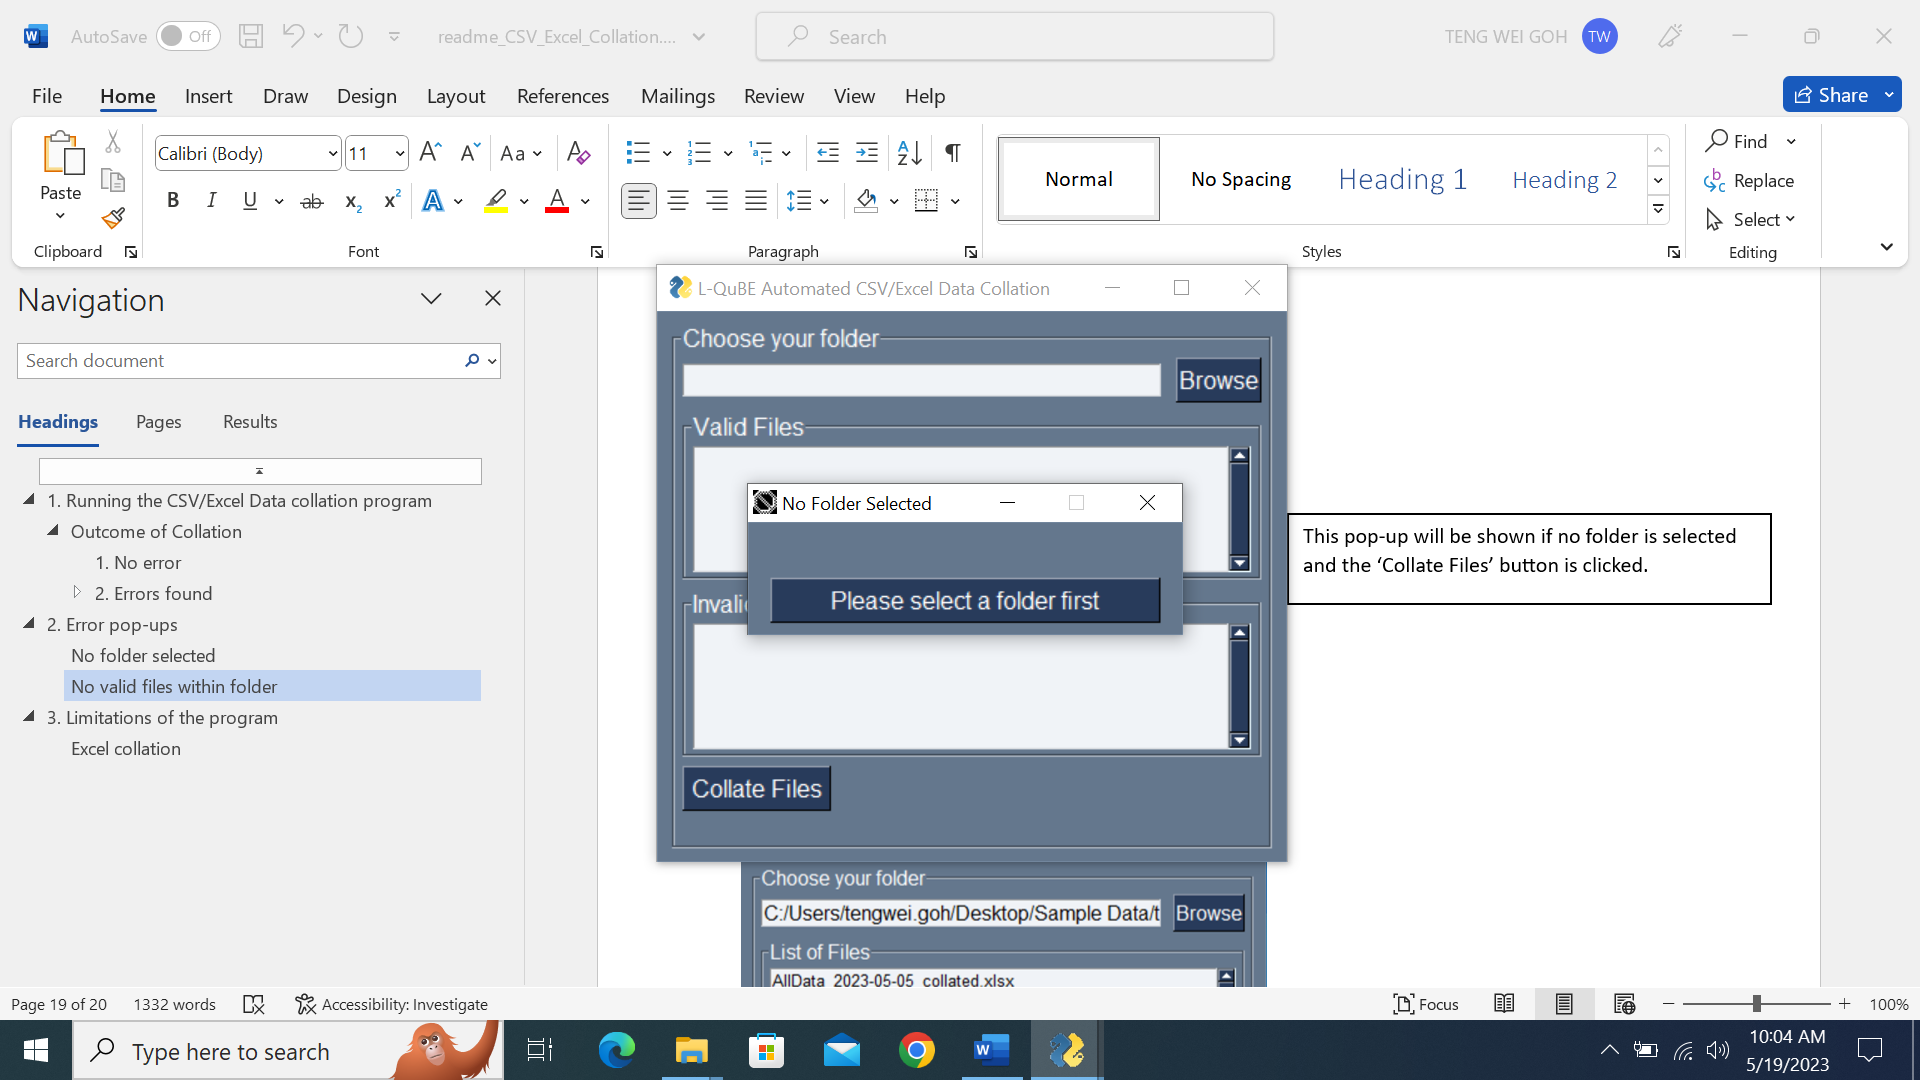 AutoSave Off
readme_CSV_Excel_Collation....
Search
TENG WEI GOH TW
File Home Insert Draw Design Layout References Mailings Review View Help
Share
Paste
Clipboard
Calibri (Body) 11
Font
Paragraph
Normal No Spacing Heading 1 Heading 2
Styles
Find
Replace
Select
Editing
Navigation
Search document
Headings Pages Results
1. Running the CSV/Excel Data collation program
Outcome of Collation
1. No error
2. Errors found
2. Error pop-ups
No folder selected
No valid files within folder
3. Limitations of the program
Excel collation
L-QuBE Automated CSV/Excel Data Collation
Choose your folder
Browse
Valid Files
No Folder Selected
Please select a folder first
Invali
Collate Files
This pop-up will be shown if no folder is selected
and the ‘Collate Files’ button is clicked.
Choose your folder
C:/Users/tengwei.goh/Desktop/Sample Data/t Browse
List of Files
AllData_2023-05-05_collated.xlsx
Page 19 of 20 1332 words Accessibility: Investigate Focus 100%
Type here to search
10:04 AM
5/19/2023